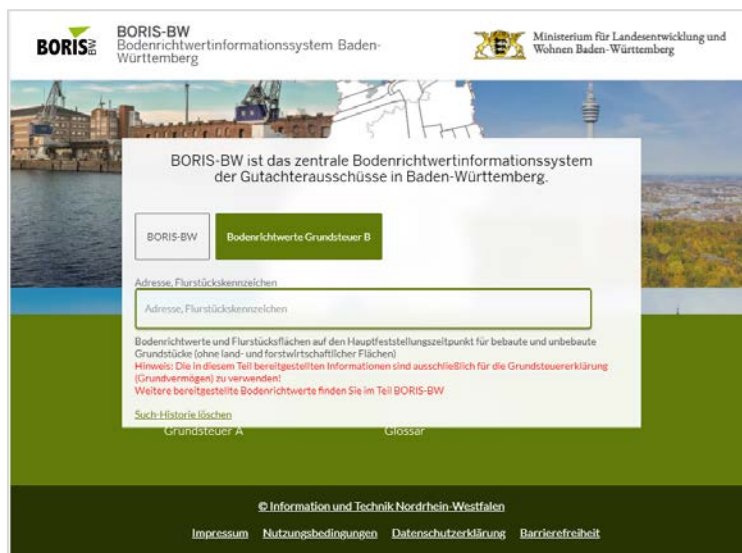 BORIS BW
BORIS-BW
Bodenrichtwertinformationssystem Baden-
Württemberg
Ministerium für Landesentwicklung und
Wohnen Baden-Württemberg
BORIS-BW ist das zentrale Bodenrichtwertinformationssystem
der Gutachterausschüsse in Baden-Württemberg.
BORIS-BW
Bodenrichtwerte Grundsteuer B
Adresse, Flurstückskennzeichen
Adresse, Flurstückskennzeichen
Bodenrichtwerte und Flurstücksflächen auf den Hauptfeststellungszeitpunkt für bebaute und unbebaute
Grundstücke (ohne land- und forstwirtschaftlicher Flächen)
Hinweis: Die in diesem Teil bereitgestellten Informationen sind ausschließlich für die Grundsteuererklärung
(Grundvermögen) zu verwenden!
Weitere bereitgestellte Bodenrichtwerte finden Sie im Teil BORIS-BW
Such-Historie löschen
Grundsteuer A
Glossar
© Information und Technik Nordrhein-Westfalen
Impressum Nutzungsbedingungen Datenschutzerklärung Barrierefreiheit